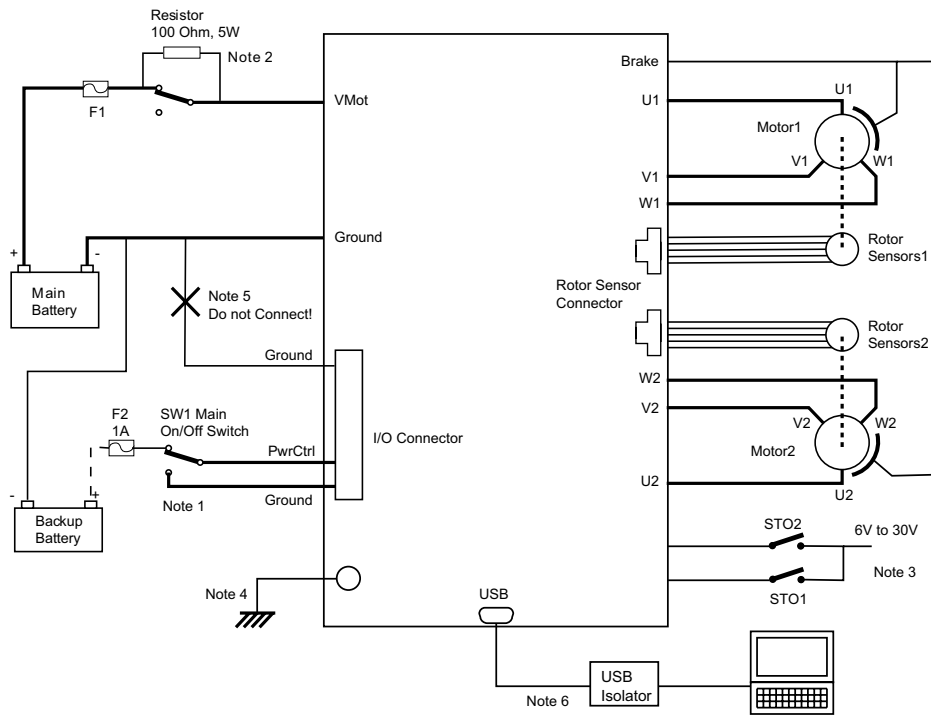 Resistor
100 Ohm, 5W
Note 2
F1
VMot
+
-
Main
Battery
Ground
Note 5
Do not Connect!
Ground
F2
1A
SW1 Main
On/Off Switch
PwrCtrl
I/O Connector
Ground
Note 1
-
+
Backup
Battery
Note 4
Brake
U1
U1
Motor1
V1
W1
V1
W1
Rotor
Sensors1
Rotor Sensor
Connector
Rotor
Sensors2
W2
V2
V2
W2
Motor2
U2
U2
STO2
6V to 30V
Note 3
STO1
USB
USB
Isolator
Note 6